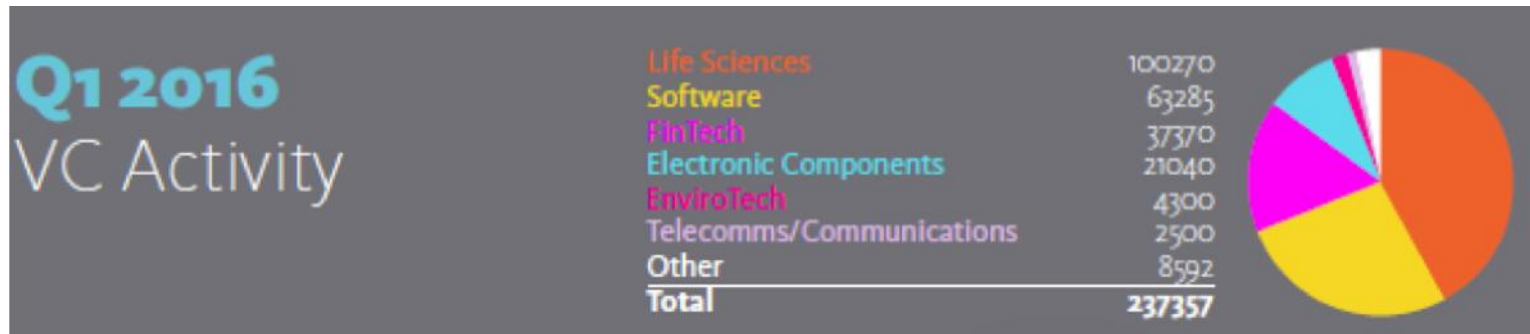 Q1 2016
VC Activity
Life Sciences 100270
Software 63285
FinTech 37370
Electronic Components 21040
EnviroTech 4300
Telecomms/Communications 2500
Other 8592
Total 237357